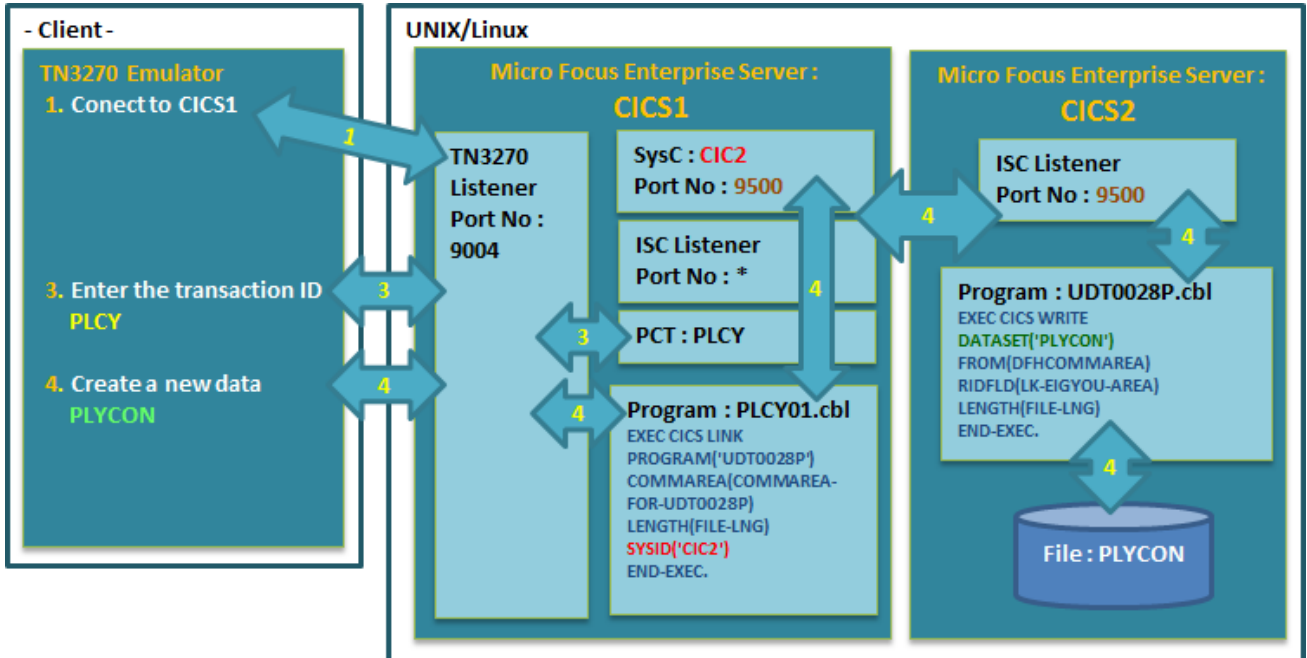 - Client -
TN3270 Emulator
1. Conect to CICS1
3. Enter the transaction ID
PLCY
4. Create a new data
PLYCON
1
3
4
UNIX/Linux
Micro Focus Enterprise Server :
CICS1
TN3270
Listener
Port No :
9004
SysC : CIC2
Port No : 9500
ISC Listener
Port No : *
3
PCT : PLCY
4
Program : PLCY01.cbl
EXEC CICS LINK
PROGRAM('UDT0028P')
COMMAREA(COMMAREA-
FOR-UDT0028P)
LENGTH(FILE-LNG)
SYSID('CIC2')
END-EXEC.
4
4
Micro Focus Enterprise Server :
CICS2
ISC Listener
Port No : 9500
4
Program : UDT0028P.cbl
EXEC CICS WRITE
DATASET('PLYCON')
FROM(DFHCOMMAREA)
RIDFLD(LK-EIGYOU-AREA)
LENGTH(FILE-LNG)
END-EXEC.
4
File : PLYCON